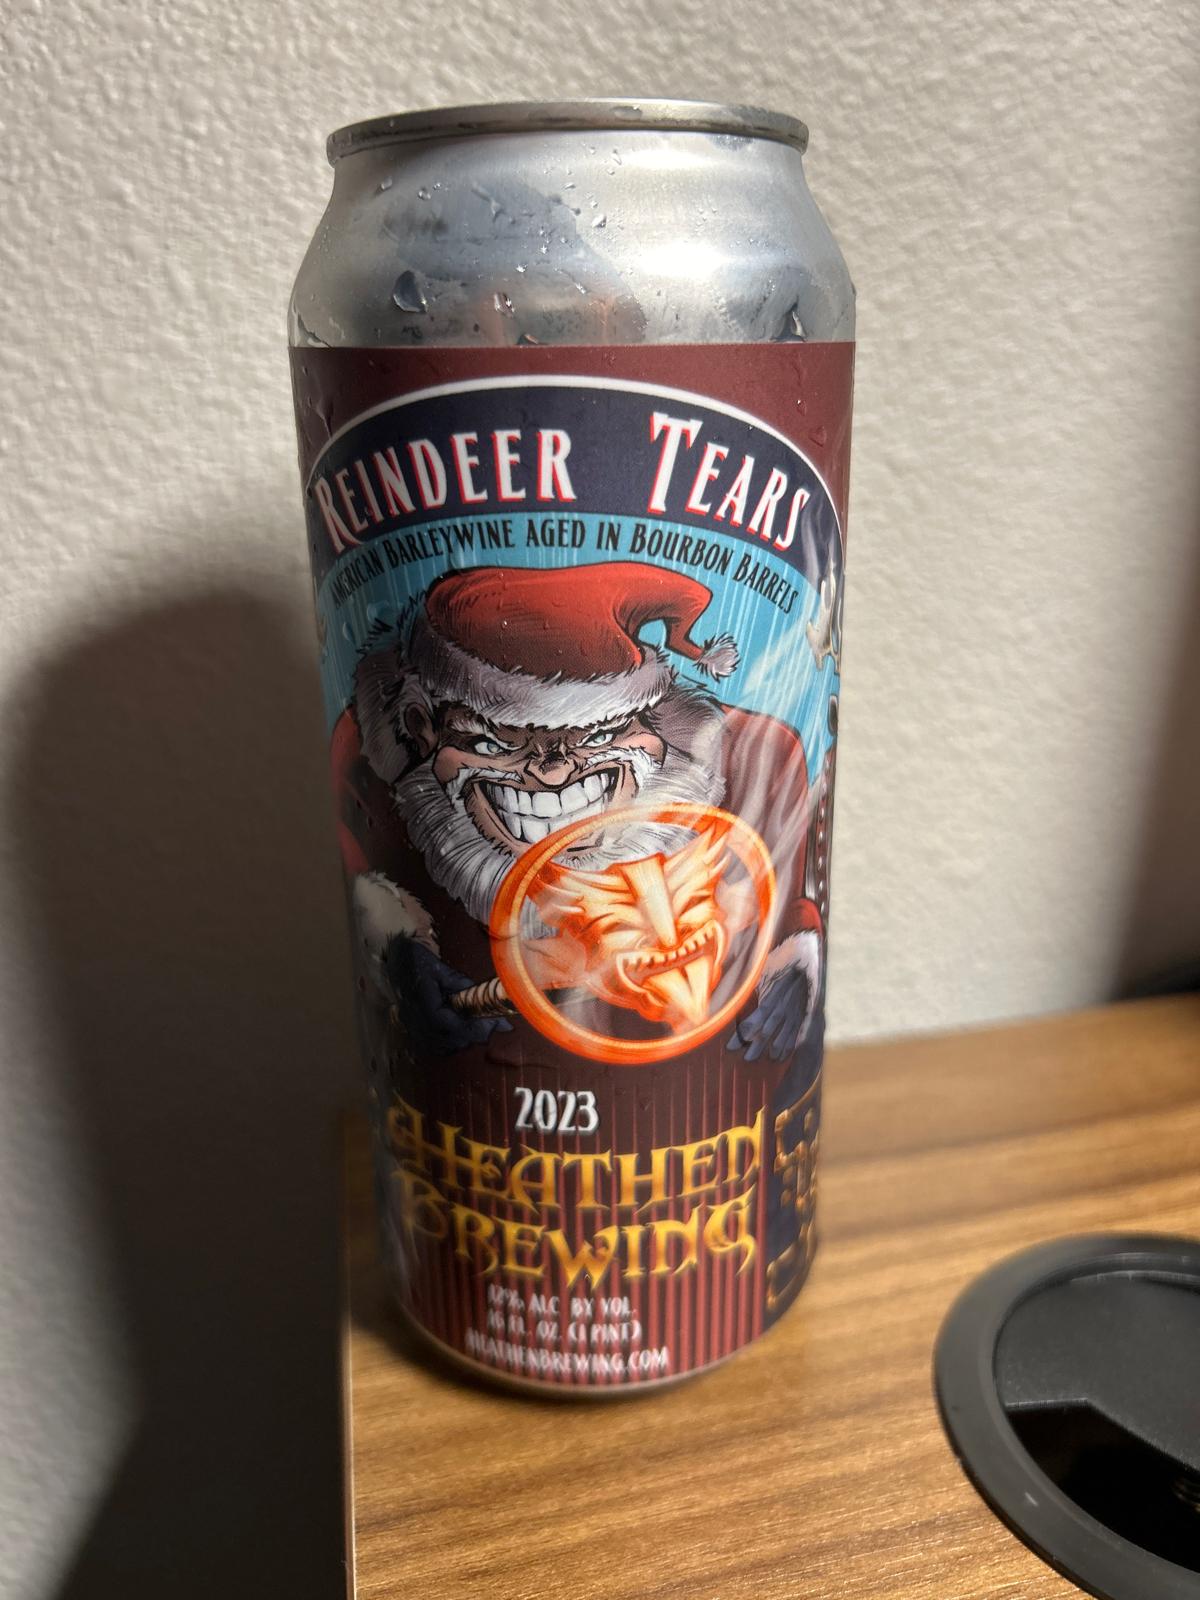 REINDEER TEARS
AMERICAN BARLEYWINE AGED IN BOURBON BARRELS
2023
HEATHEN
BREWING
12% ALC BY VOL.
16 FL. OZ. (1 PINT)
HEATHENBREWING.COM